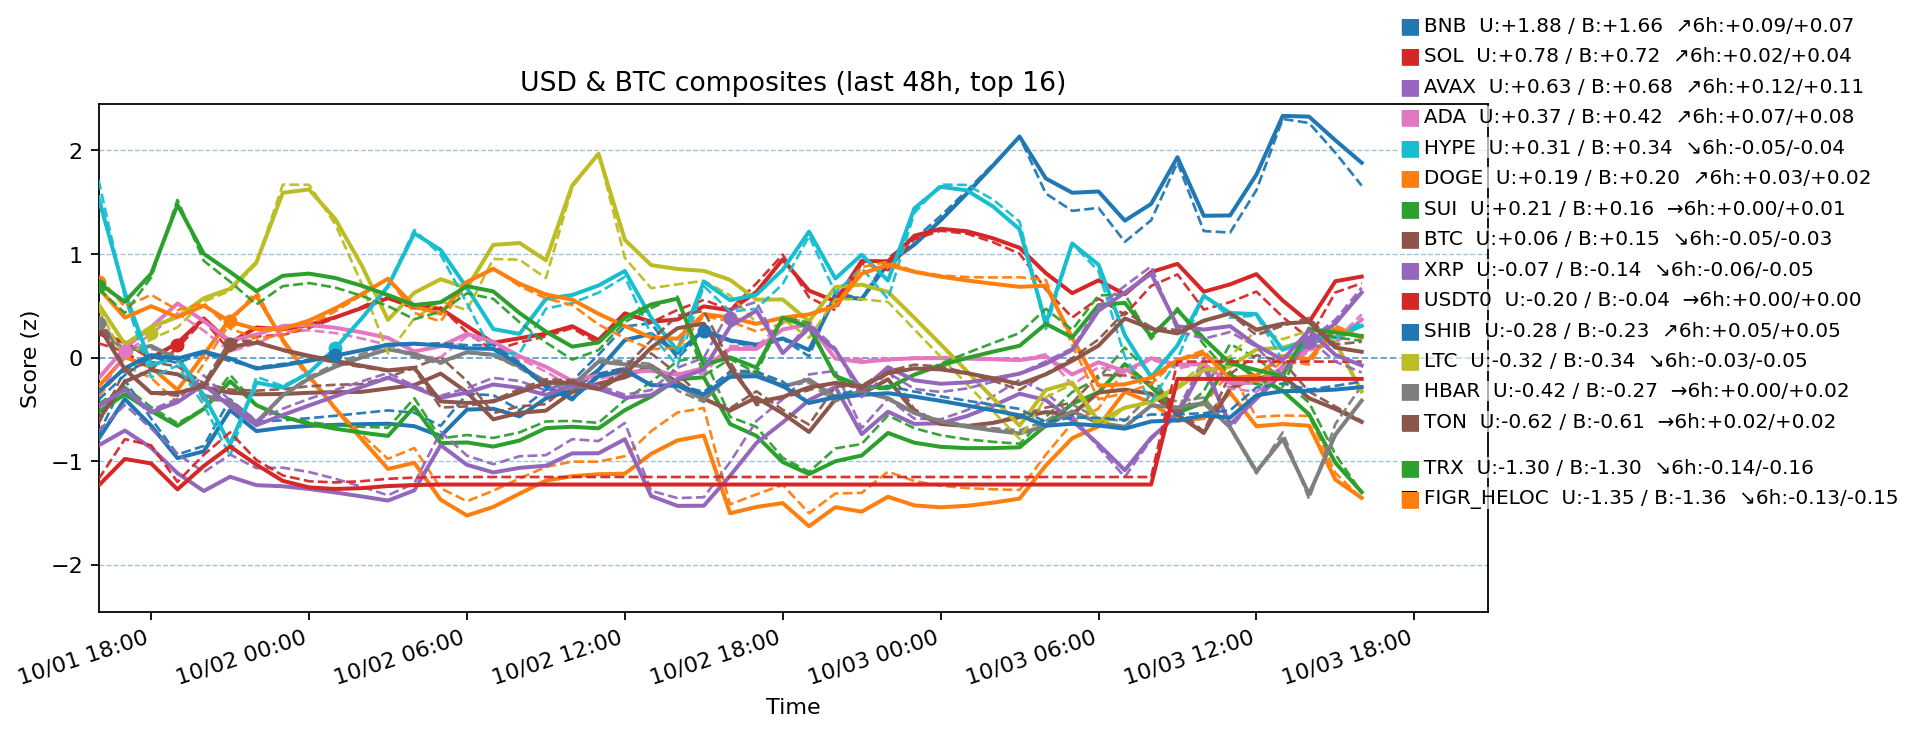 BNB U:+1.88 / B:+1.66 ↗6h:+0.09/+0.07
SOL U:+0.78 / B:+0.72 ↗6h:+0.02/+0.04
USD & BTC composites (last 48h, top 16)
AVAX U:+0.63 / B:+0.68 ↗6h:+0.12/+0.11
ADA U:+0.37 / B:+0.42 ↗6h:+0.07/+0.08
HYPE U:+0.31 / B:+0.34 ↘6h:-0.05/-0.04
DOGE U:+0.19 / B:+0.20 ↗6h:+0.03/+0.02
SUI U:+0.21 / B:+0.16 →6h:+0.00/+0.01
BTC U:+0.06 / B:+0.15 ↘6h:-0.05/-0.03
XRP U:-0.07 / B:-0.14 ↘6h:-0.06/-0.05
USDT0 U:-0.20 / B:-0.04 →6h:+0.00/+0.00
SHIB U:-0.28 / B:-0.23 ↗6h:+0.05/+0.05
LTC U:-0.32 / B:-0.34 ↘6h:-0.03/-0.05
HBAR U:-0.42 / B:-0.27 →6h:+0.00/+0.02
TON U:-0.62 / B:-0.61 →6h:+0.02/+0.02
TRX U:-1.30 / B:-1.30 ↘6h:-0.14/-0.16
FIGR_HELOC U:-1.35 / B:-1.36 ↘6h:-0.13/-0.15
Score (z)
2
1
0
−1
−2
10/01 18:00
10/02 00:00
10/02 06:00
10/02 12:00
10/02 18:00
10/03 00:00
10/03 06:00
10/03 12:00
10/03 18:00
Time